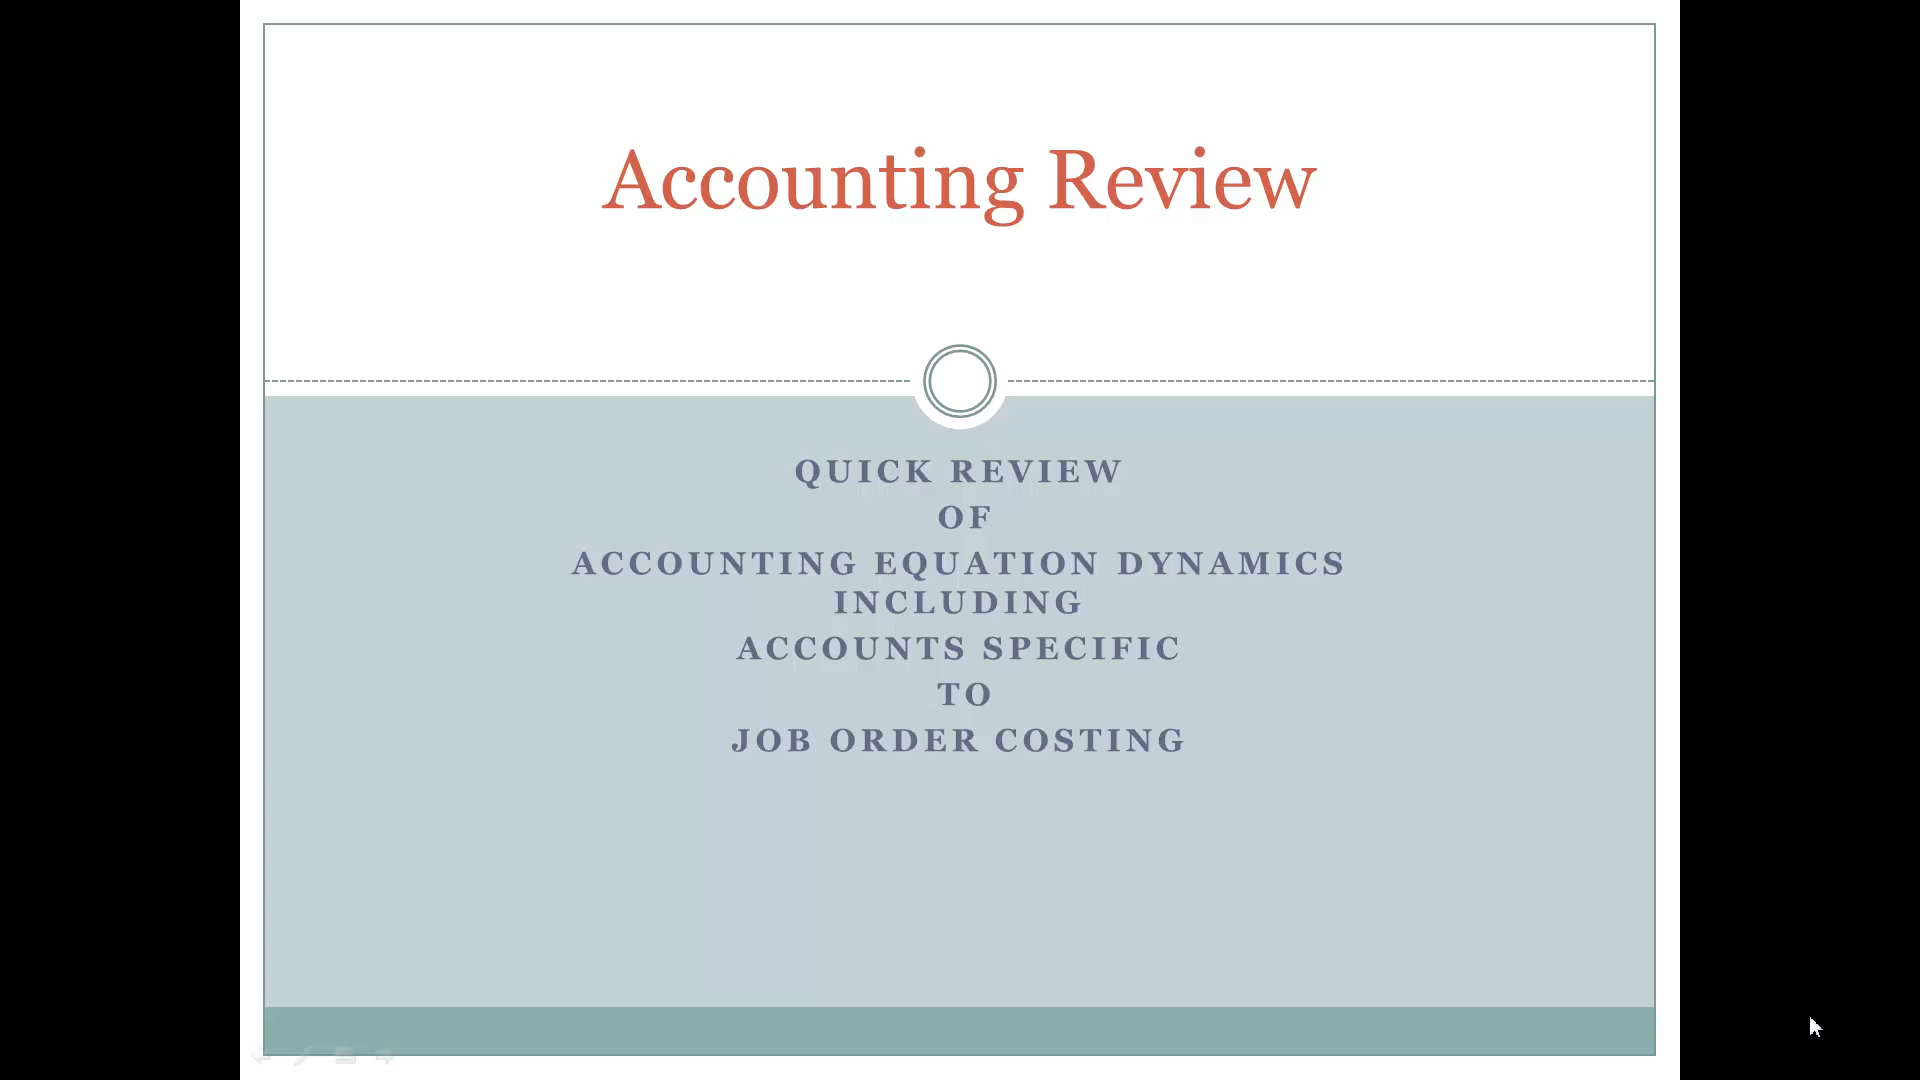 Accounting Review
QUICK REVIEW
OF
ACCOUNTING EQUATION DYNAMICS
INCLUDING
ACCOUNTS SPECIFIC
TO
JOB ORDER COSTING